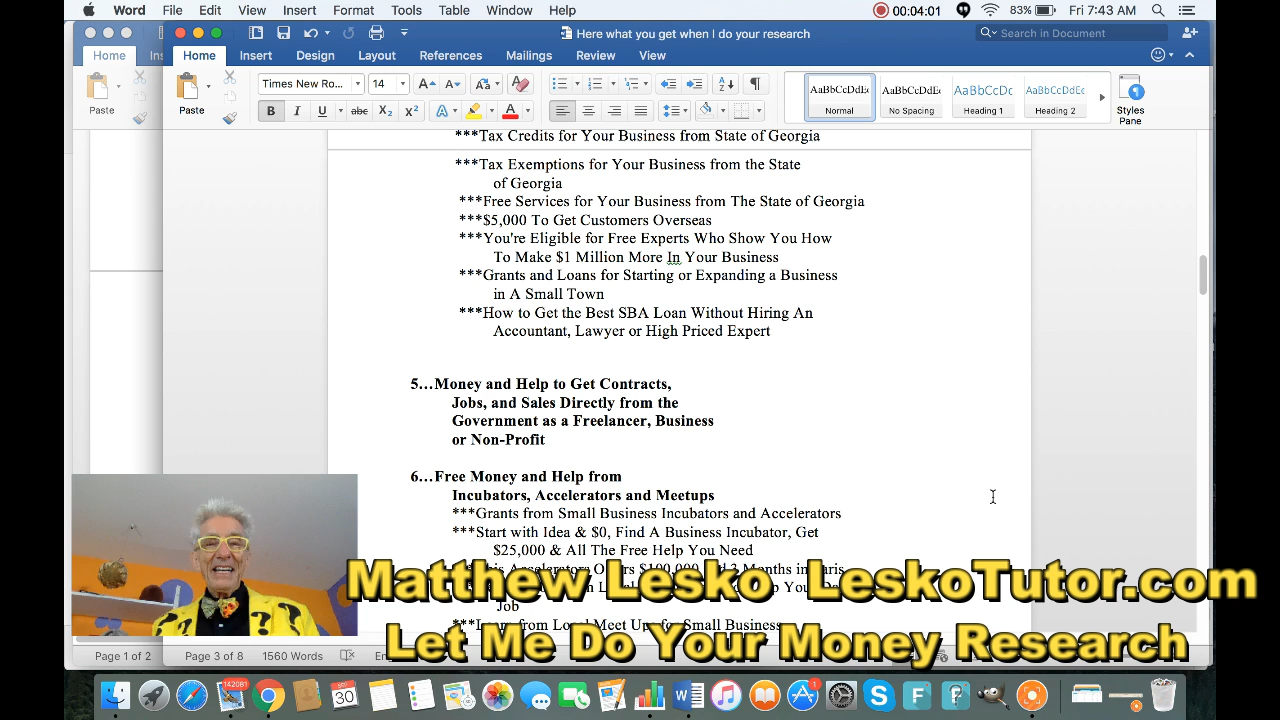 Word File Edit View Insert Format Tools Table Window Help 00:04:01 83% Fri 7:43 AM
Here what you get when I do your research
Search in Document
Home
Home Insert Design Layout References Mailings Review View
Paste
Paste
Times New Ro... 14
B I U abc X2 X2
AaBbCcDdEe AaBbCcDdEe AaBbCcDc AaBbCcDdEe
Normal No Spacing Heading 1 Heading 2
Styles
Pane
***Tax Credits for Your Business from State of Georgia
***Tax Exemptions for Your Business from the State
of Georgia
***Free Services for Your Business from The State of Georgia
***$5,000 To Get Customers Overseas
***You're Eligible for Free Experts Who Show You How
To Make $1 Million More In Your Business
***Grants and Loans for Starting or Expanding a Business
in A Small Town
***How to Get the Best SBA Loan Without Hiring An
Accountant, Lawyer or High Priced Expert
5...Money and Help to Get Contracts,
Jobs, and Sales Directly from the
Government as a Freelancer, Business
or Non-Profit
6...Free Money and Help from
Incubators, Accelerators and Meetups
***Grants from Small Business Incubators and Accelerators
***Start with Idea & $0, Find A Business Incubator, Get
$25,000 & All The Free Help You Need
Job
from Local Meet Ups for Small Business
Matthew Lesko LeskoTutor.com
Let Me Do Your Money Research
Page 1 of 2
Page 3 of 8 1560 Words
142081
30
1